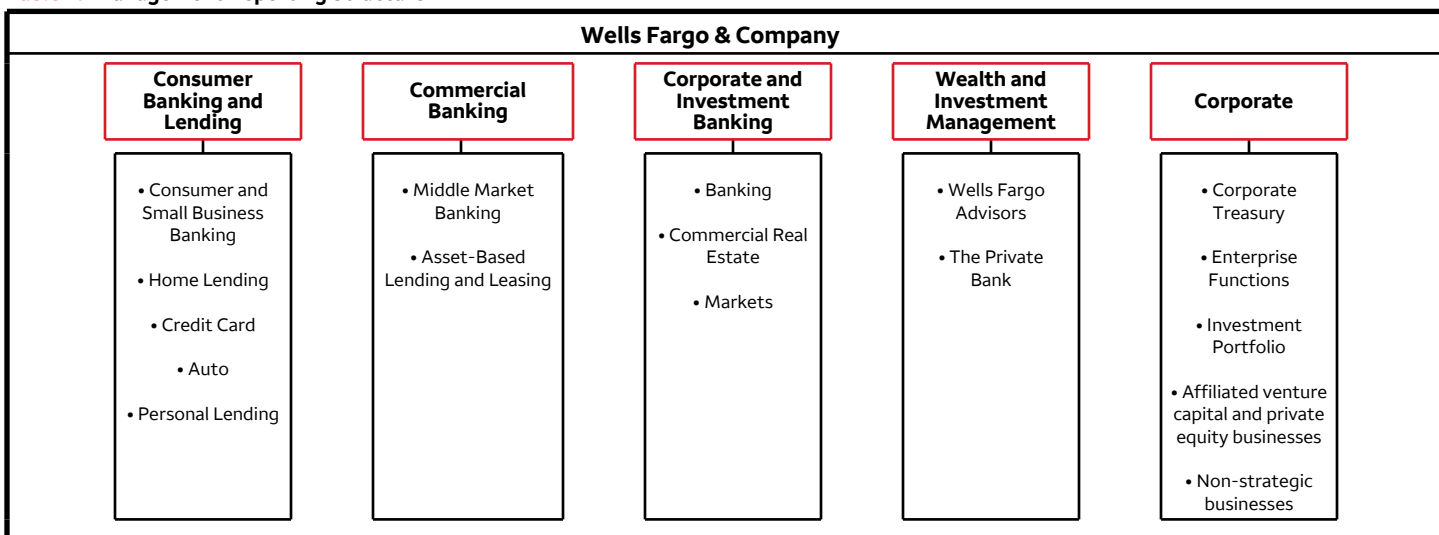 Wells Fargo & Company
Consumer
Banking and
Lending
• Consumer and
Small Business
Banking
• Home Lending
• Credit Card
• Auto
• Personal Lending
Commercial
Banking
• Middle Market
Banking
• Asset-Based
Lending and Leasing
Corporate and
Investment
Banking
• Banking
• Commercial Real
Estate
• Markets
Wealth and
Investment
Management
• Wells Fargo
Advisors
• The Private
Bank
Corporate
• Corporate
Treasury
• Enterprise
Functions
• Investment
Portfolio
• Affiliated venture
capital and private
equity businesses
• Non-strategic
businesses